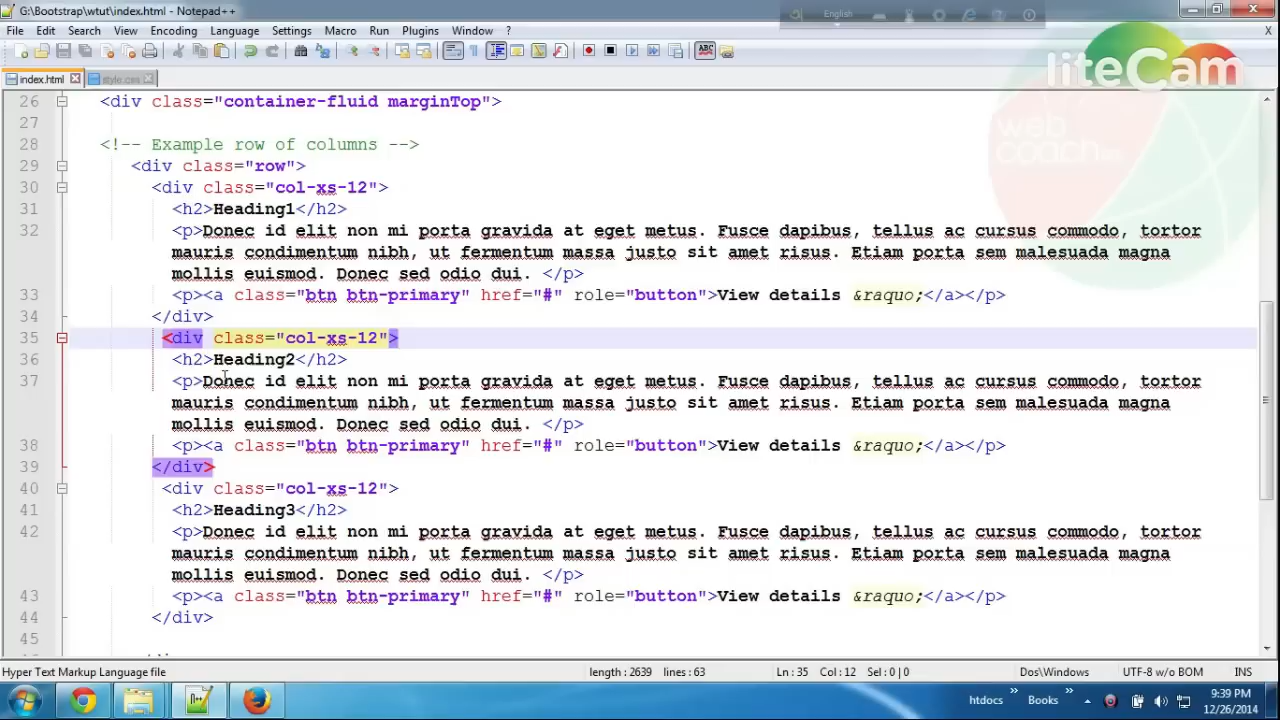 G:\Bootstrap\wtut\index.html - Notepad++
English
File Edit Search View Encoding Language Settings Macro Run Plugins Window ? X
index.html style.css
liteCam
web coach
26 <div class="container-fluid marginTop">
27
28 <!-- Example row of columns -->
29 <div class="row">
30 <div class="col-xs-12">
31 <h2>Heading1</h2>
32 <p>Donec id elit non mi porta gravida at eget metus. Fusce dapibus, tellus ac cursus commodo, tortor
mauris condimentum nibh, ut fermentum massa justo sit amet risus. Etiam porta sem malesuada magna
mollis euismod. Donec sed odio dui. </p>
33 <p><a class="btn btn-primary" href="#" role="button">View details &raquo;</a></p>
34 </div>
35 <div class="col-xs-12">
36 <h2>Heading2</h2>
37 <p>Donec id elit non mi porta gravida at eget metus. Fusce dapibus, tellus ac cursus commodo, tortor
mauris condimentum nibh, ut fermentum massa justo sit amet risus. Etiam porta sem malesuada magna
mollis euismod. Donec sed odio dui. </p>
38 <p><a class="btn btn-primary" href="#" role="button">View details &raquo;</a></p>
39 </div>
40 <div class="col-xs-12">
41 <h2>Heading3</h2>
42 <p>Donec id elit non mi porta gravida at eget metus. Fusce dapibus, tellus ac cursus commodo, tortor
mauris condimentum nibh, ut fermentum massa justo sit amet risus. Etiam porta sem malesuada magna
mollis euismod. Donec sed odio dui. </p>
43 <p><a class="btn btn-primary" href="#" role="button">View details &raquo;</a></p>
44 </div>
45
Hyper Text Markup Language file length : 2639 lines : 63 Ln : 35 Col : 12 Sel : 0 | 0 Dos\Windows UTF-8 w/o BOM INS
htdocs » Books » 9:39 PM
12/26/2014